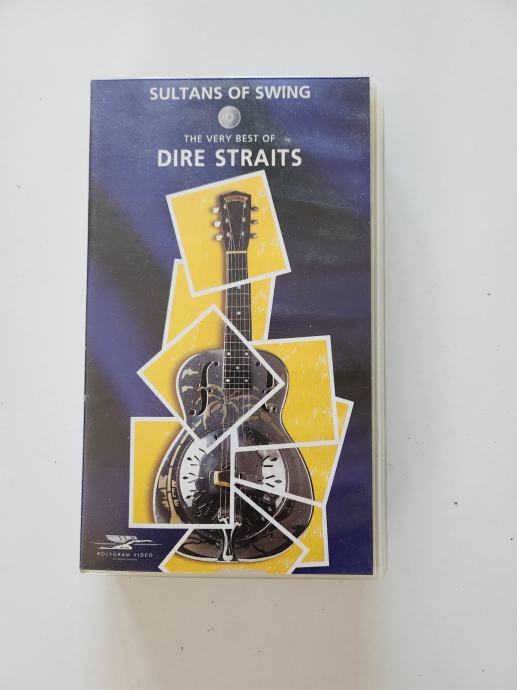 SULTANS OF SWING
THE VERY BEST OF
DIRE STRAITS
POLYGRAM VIDEO